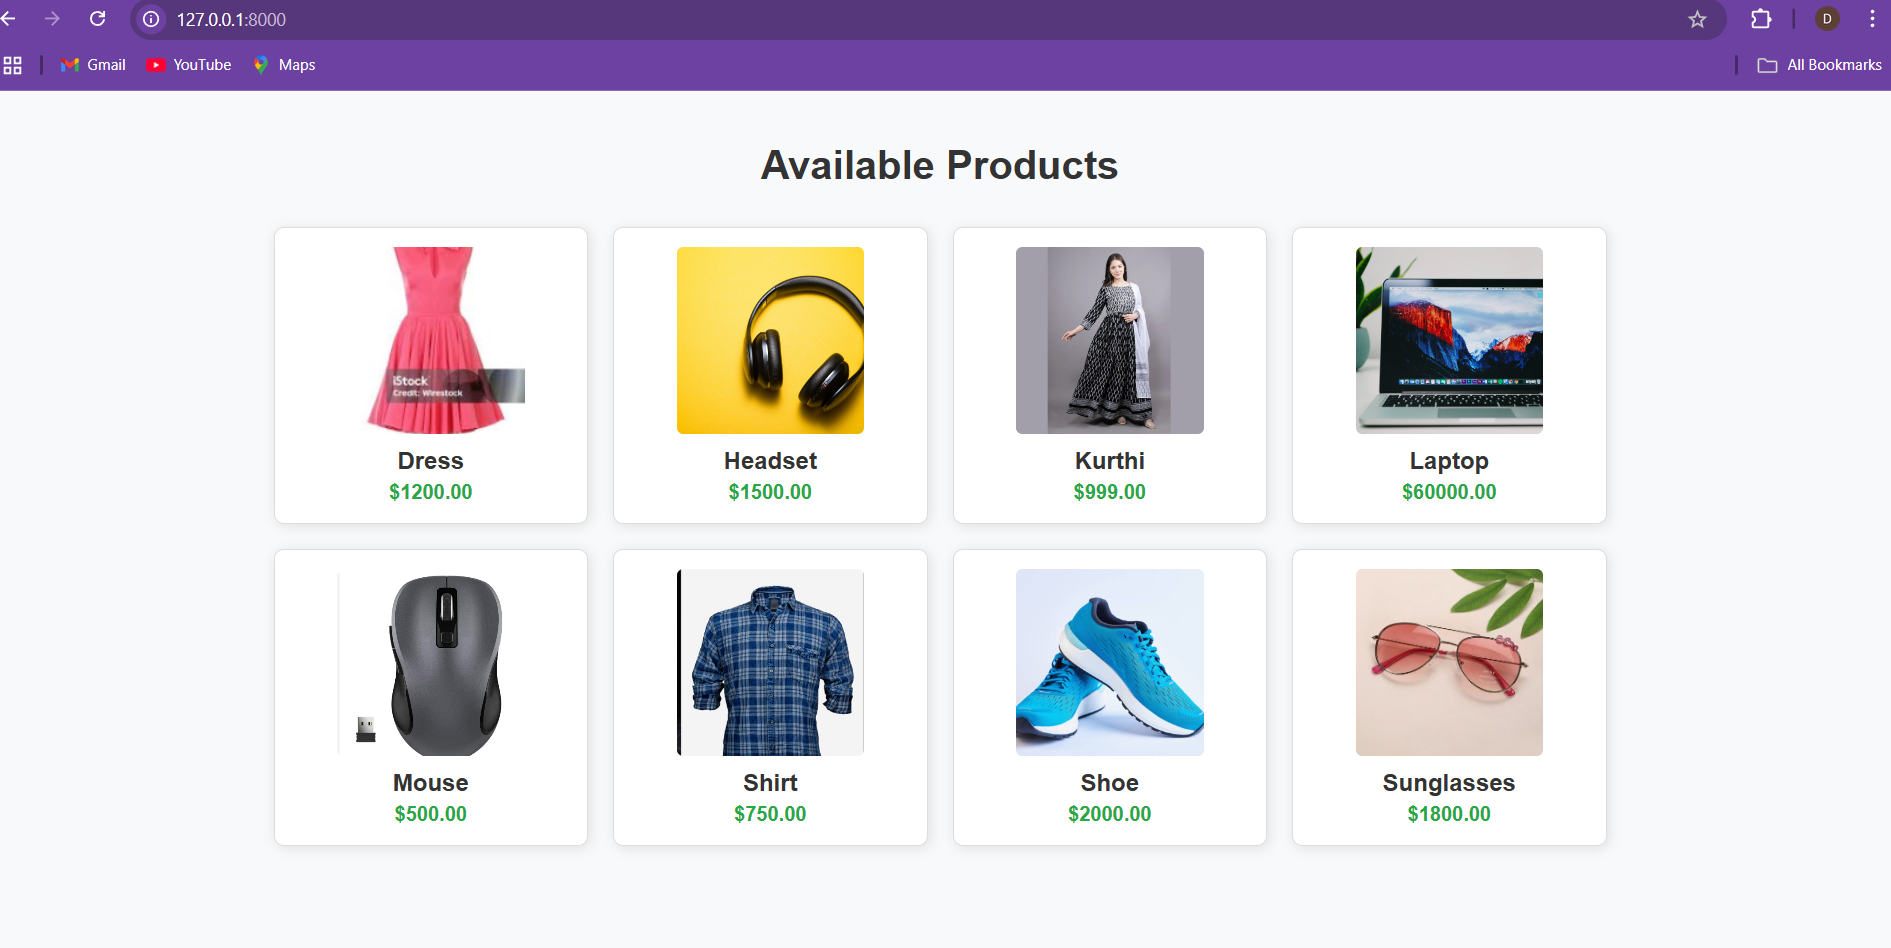 127.0.0.1:8000
D
Gmail
YouTube
Maps
All Bookmarks
Available Products
iStock
Credit: Wirestock
Dress
$1200.00
Headset
$1500.00
Kurthi
$999.00
Laptop
$60000.00
Mouse
$500.00
Shirt
$750.00
Shoe
$2000.00
Sunglasses
$1800.00